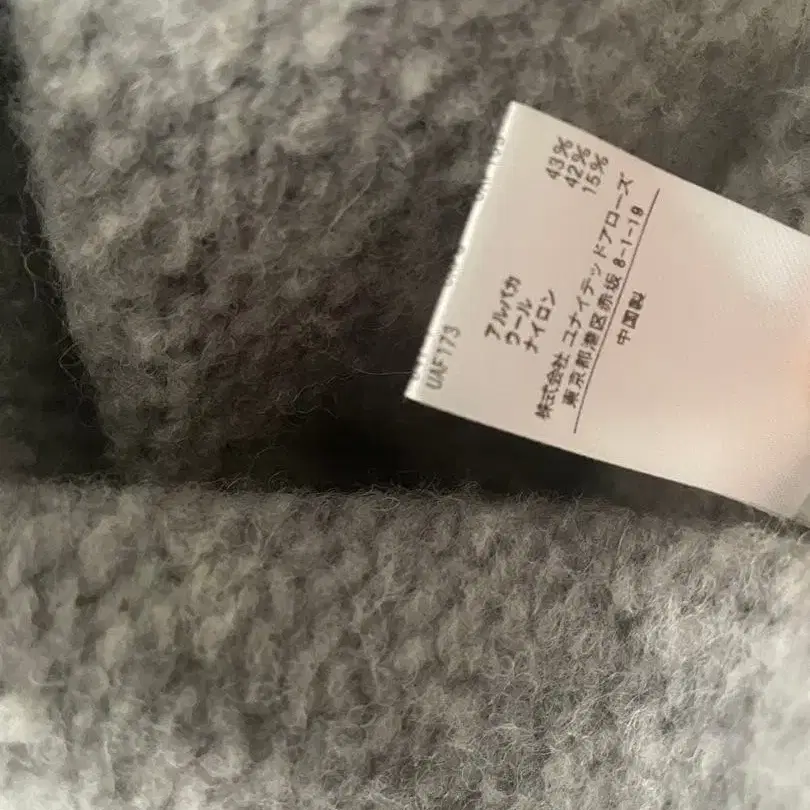 UAF173
アルパカ 43%
ウール 42%
ナイロン 15%
株式会社 ユナイテッドアローズ
東京都港区赤坂 8-1-19
中国製